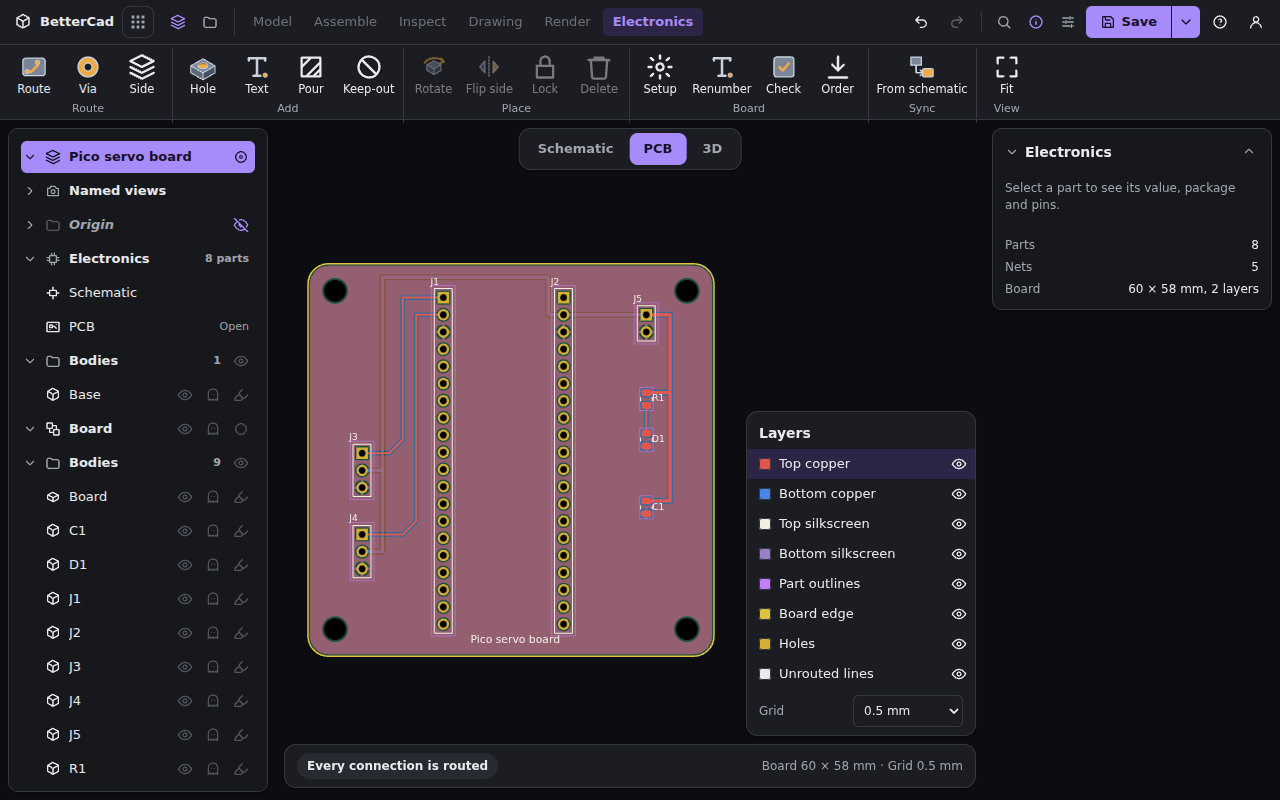 BetterCad
Model Assemble Inspect Drawing Render Electronics
Save
Route Via Side
Route
Hole Text Pour Keep-out
Add
Rotate Flip side Lock Delete
Place
Setup Renumber Check Order
Board
From schematic
Sync
Fit
View
Pico servo board
Named views
Origin
Electronics 8 parts
Schematic
PCB Open
Bodies 1
Base
Board
Bodies 9
Board
C1
D1
J1
J2
J3
J4
J5
R1
Schematic PCB 3D
J1
J2
J5
R1
D1
J3
C1
J4
Pico servo board
Layers
Top copper
Bottom copper
Top silkscreen
Bottom silkscreen
Part outlines
Board edge
Holes
Unrouted lines
Grid 0.5 mm
Every connection is routed
Board 60 × 58 mm · Grid 0.5 mm
Electronics
Select a part to see its value, package
and pins.
Parts 8
Nets 5
Board 60 × 58 mm, 2 layers